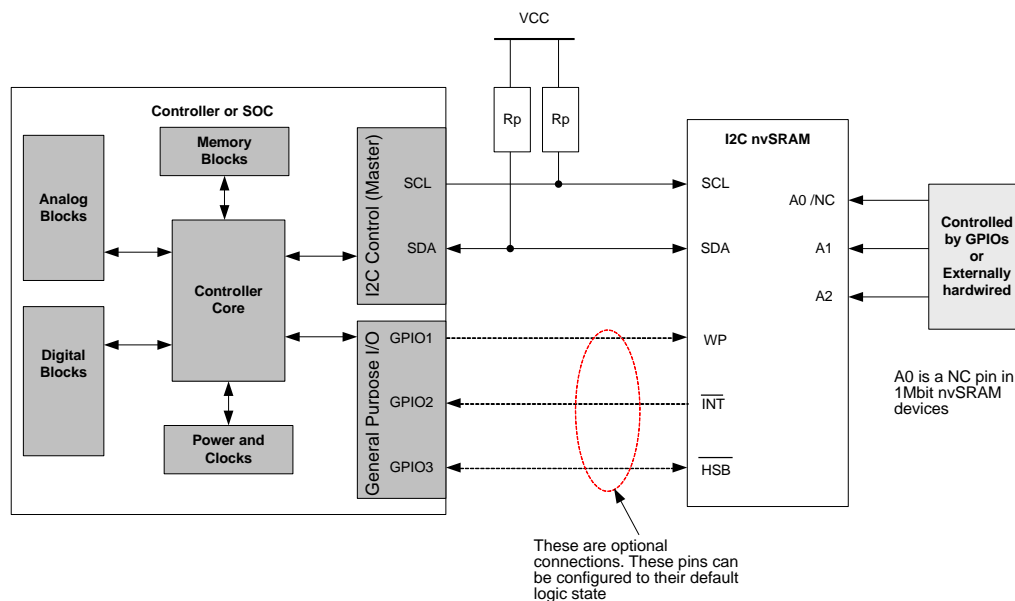 VCC
Controller or SOC
Memory
Blocks
Analog
Blocks
Controller
Core
Digital
Blocks
Power and
Clocks
I2C Control (Master)
SCL
SDA
General Purpose I/O
GPIO1
GPIO2
GPIO3
Rp
Rp
I2C nvSRAM
SCL
SDA
WP
INT
HSB
A0 /NC
A1
A2
Controlled
by GPIOs
or
Externally
hardwired
A0 is a NC pin in
1Mbit nvSRAM
devices
These are optional
connections. These pins can
be configured to their default
logic state